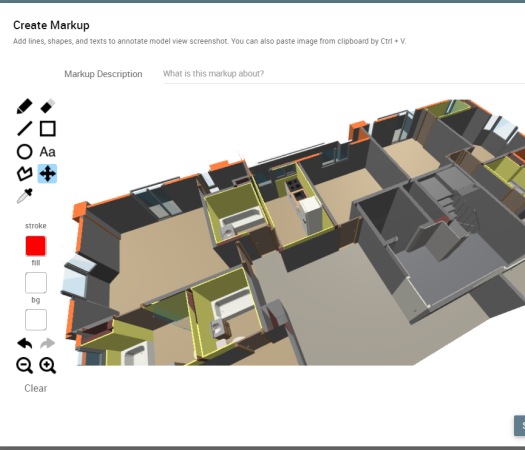 Create Markup
Add lines, shapes, and texts to annotate model view screenshot. You can also paste image from clipboard by Ctrl + V.
Markup Description What is this markup about?
Aa
stroke
fill
bg
Clear